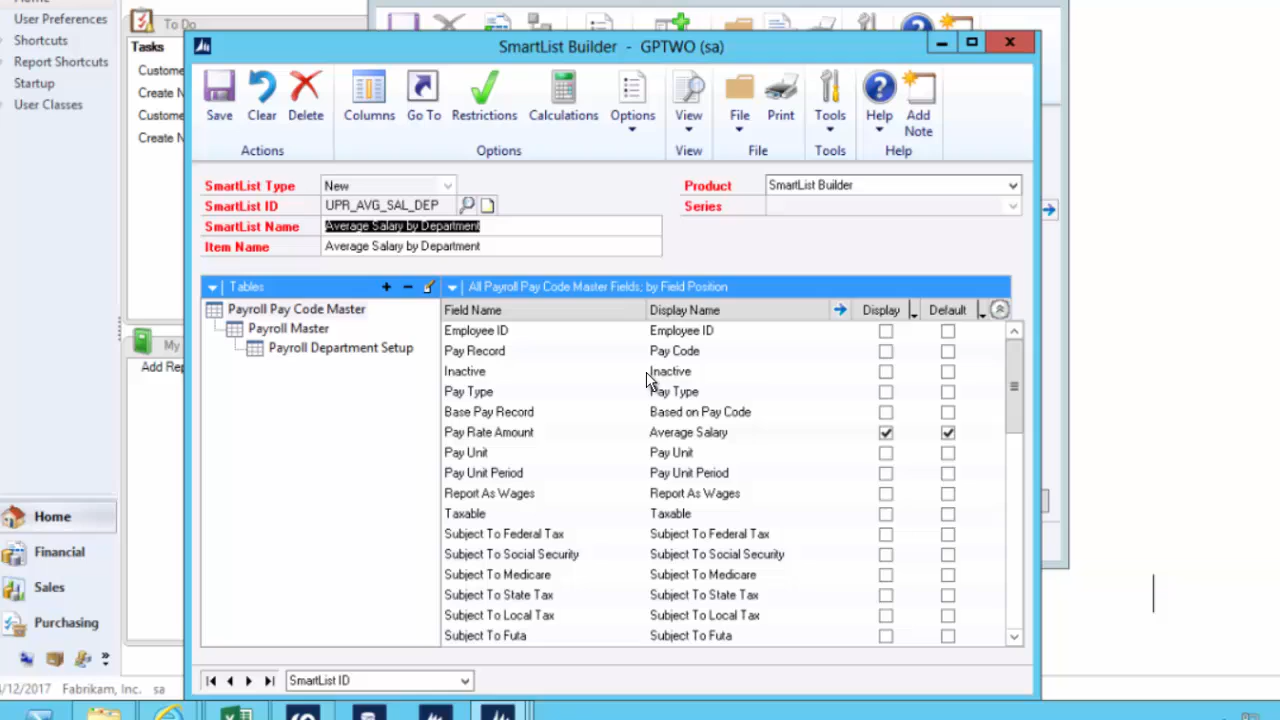 Home
User Preferences
Shortcuts
Report Shortcuts
Startup
User Classes
To Do
Tasks
Custome
Create N
Custome
Create N
My
Add Rep
Home
Financial
Sales
Purchasing
»
/12/2017 Fabrikam, Inc. sa
SmartList Builder - GPTWO (sa)
Save Clear Delete Columns Go To Restrictions Calculations Options View File Print Tools Help Add Note
Actions Options View File Tools Help
SmartList Type New Product SmartList Builder
SmartList ID UPR_AVG_SAL_DEP Series
SmartList Name Average Salary by Department
Item Name Average Salary by Department
Tables + − All Payroll Pay Code Master Fields; by Field Position
Payroll Pay Code Master
Payroll Master
Payroll Department Setup
Field Name Display Name Display Default
Employee ID Employee ID
Pay Record Pay Code
Inactive Inactive
Pay Type Pay Type
Base Pay Record Based on Pay Code
Pay Rate Amount Average Salary
Pay Unit Pay Unit
Pay Unit Period Pay Unit Period
Report As Wages Report As Wages
Taxable Taxable
Subject To Federal Tax Subject To Federal Tax
Subject To Social Security Subject To Social Security
Subject To Medicare Subject To Medicare
Subject To State Tax Subject To State Tax
Subject To Local Tax Subject To Local Tax
Subject To Futa Subject To Futa
SmartList ID